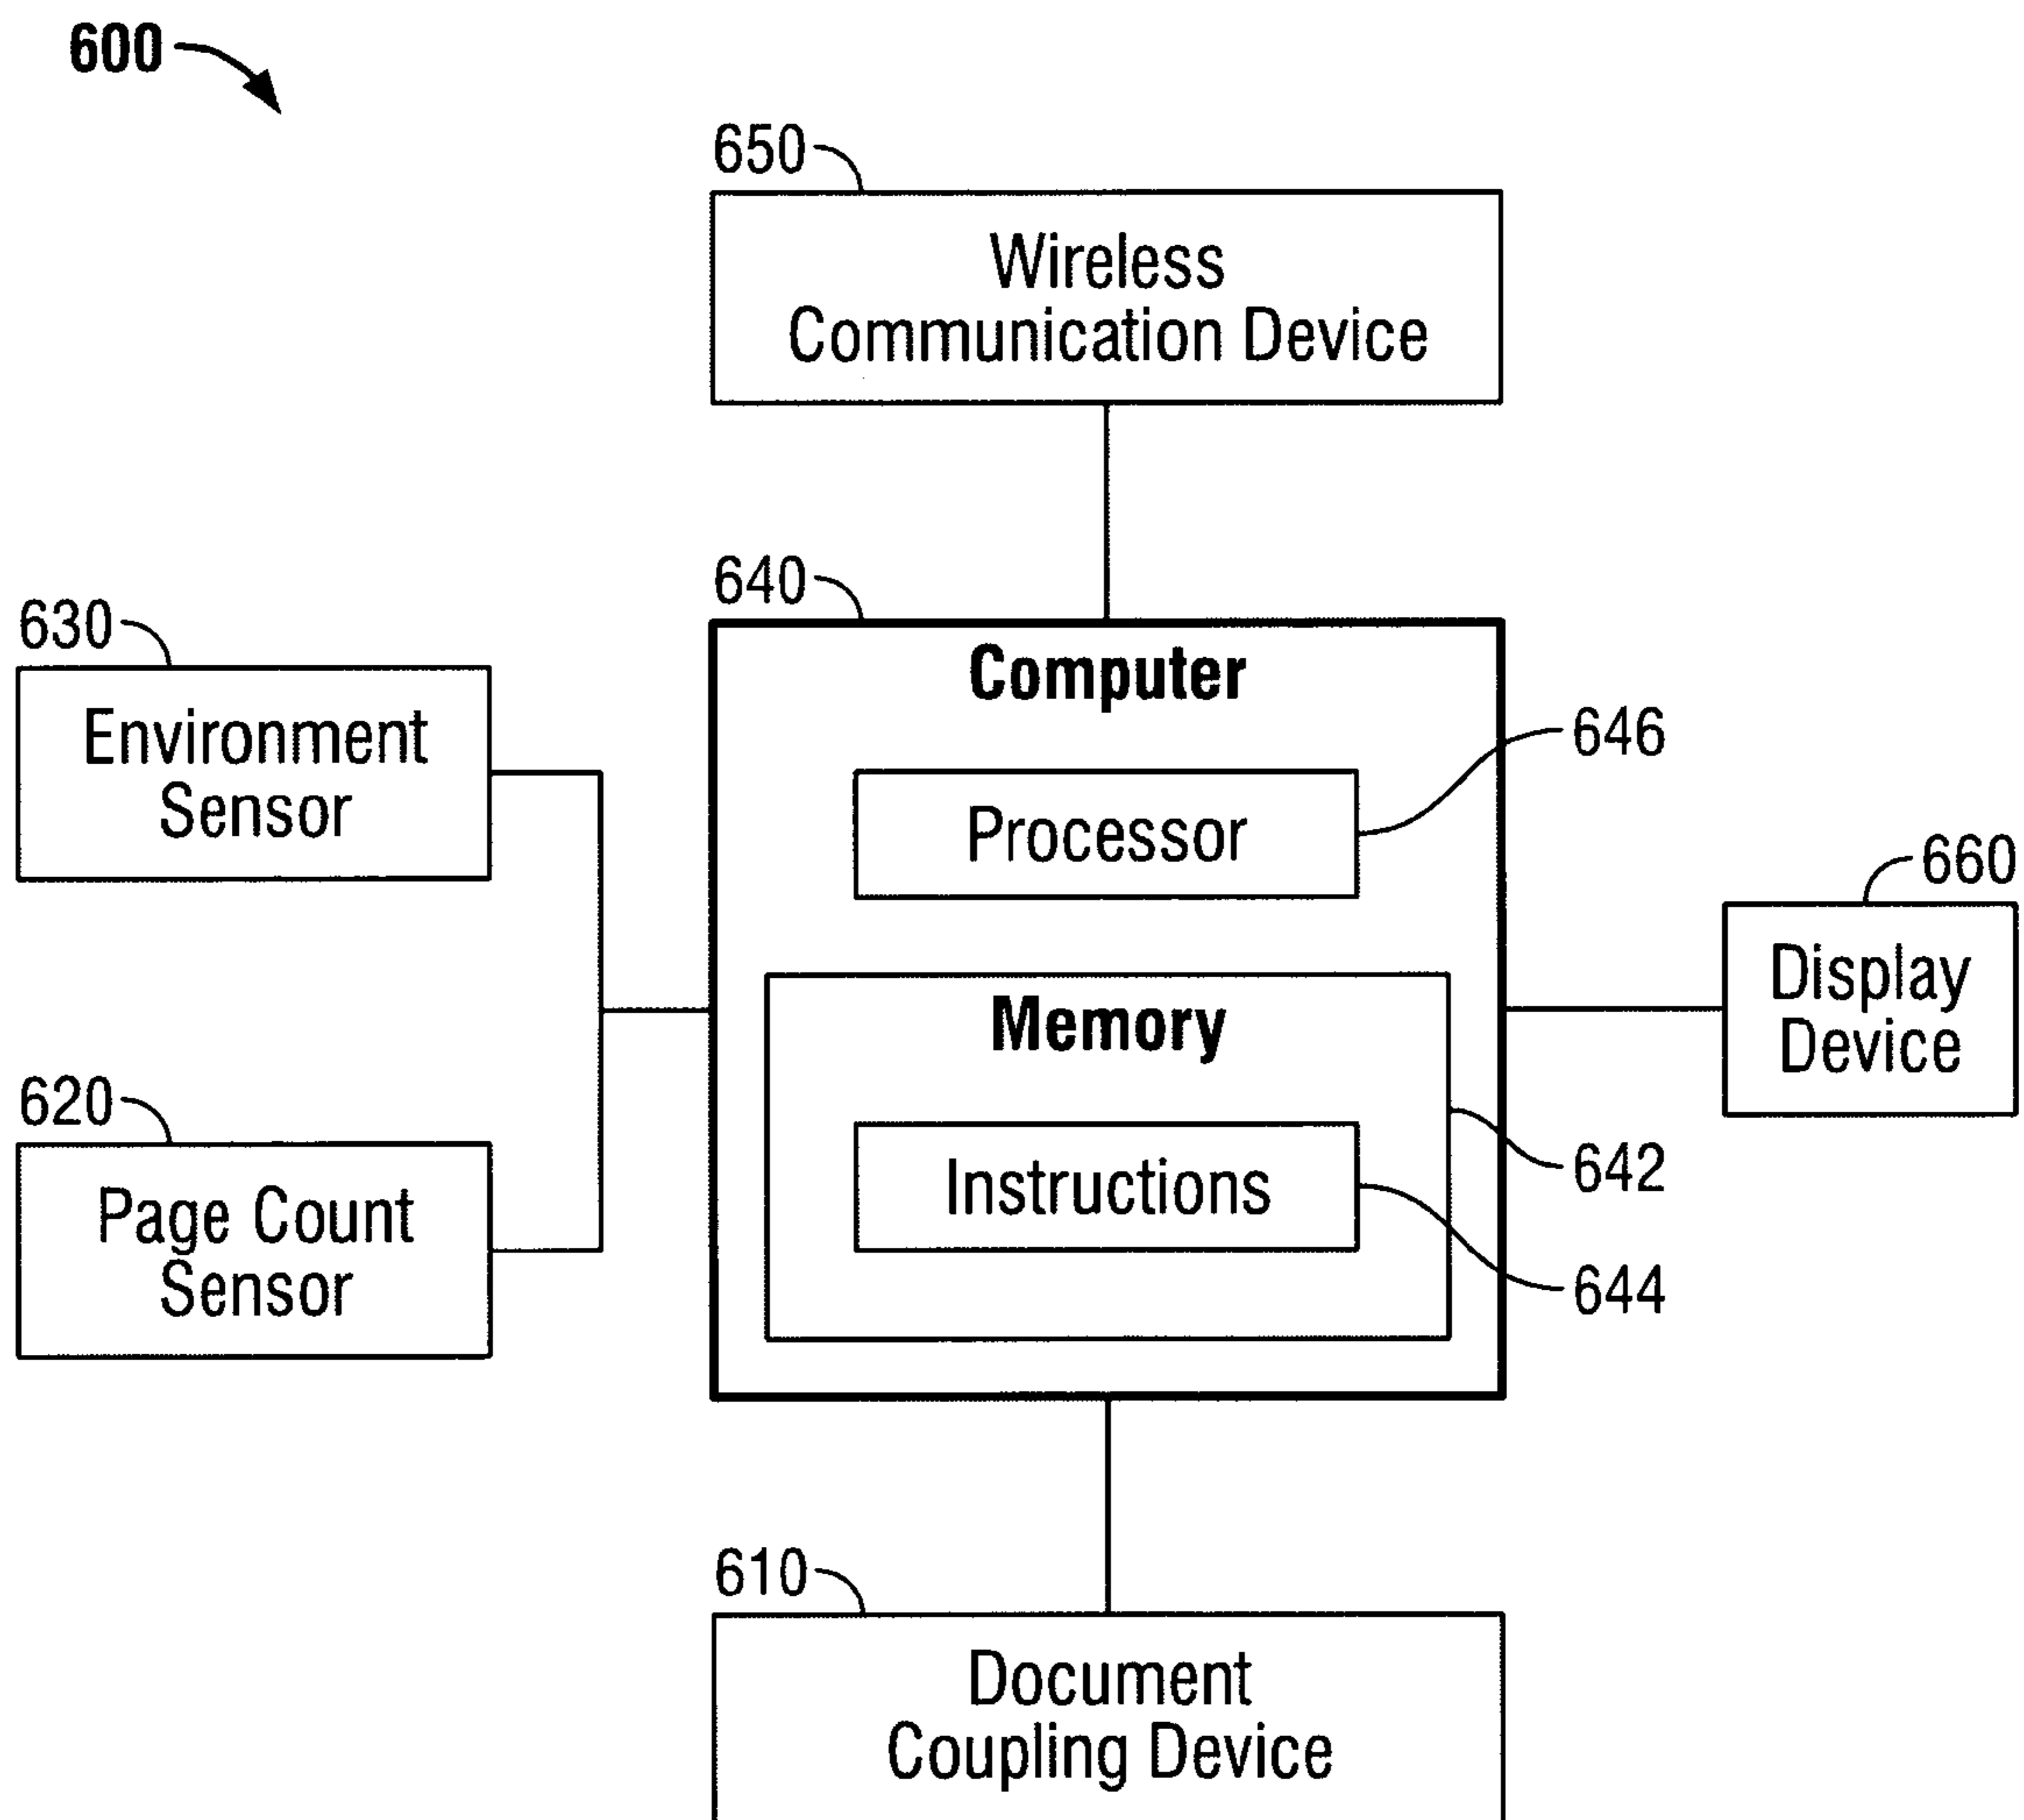 600
650
Wireless
Communication Device
640
Computer
630
Environment
Sensor
646
Processor
660
Display
Device
Memory
620
Page Count
Sensor
642
Instructions
644
610
Document
Coupling Device